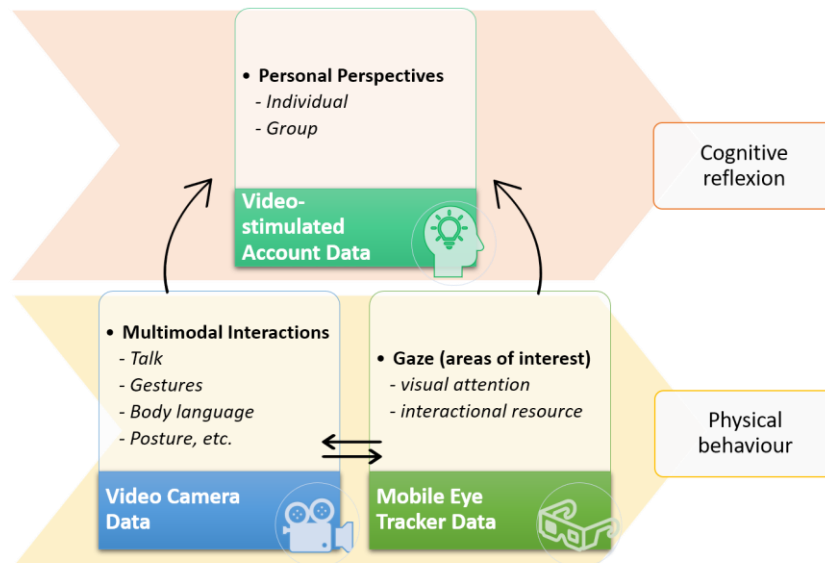 • Personal Perspectives
- Individual
- Group
Video-
stimulated
Account Data
Cognitive
reflexion
• Multimodal Interactions
- Talk
- Gestures
- Body language
- Posture, etc.
Video Camera
Data
• Gaze (areas of interest)
- visual attention
- interactional resource
Mobile Eye
Tracker Data
Physical
behaviour